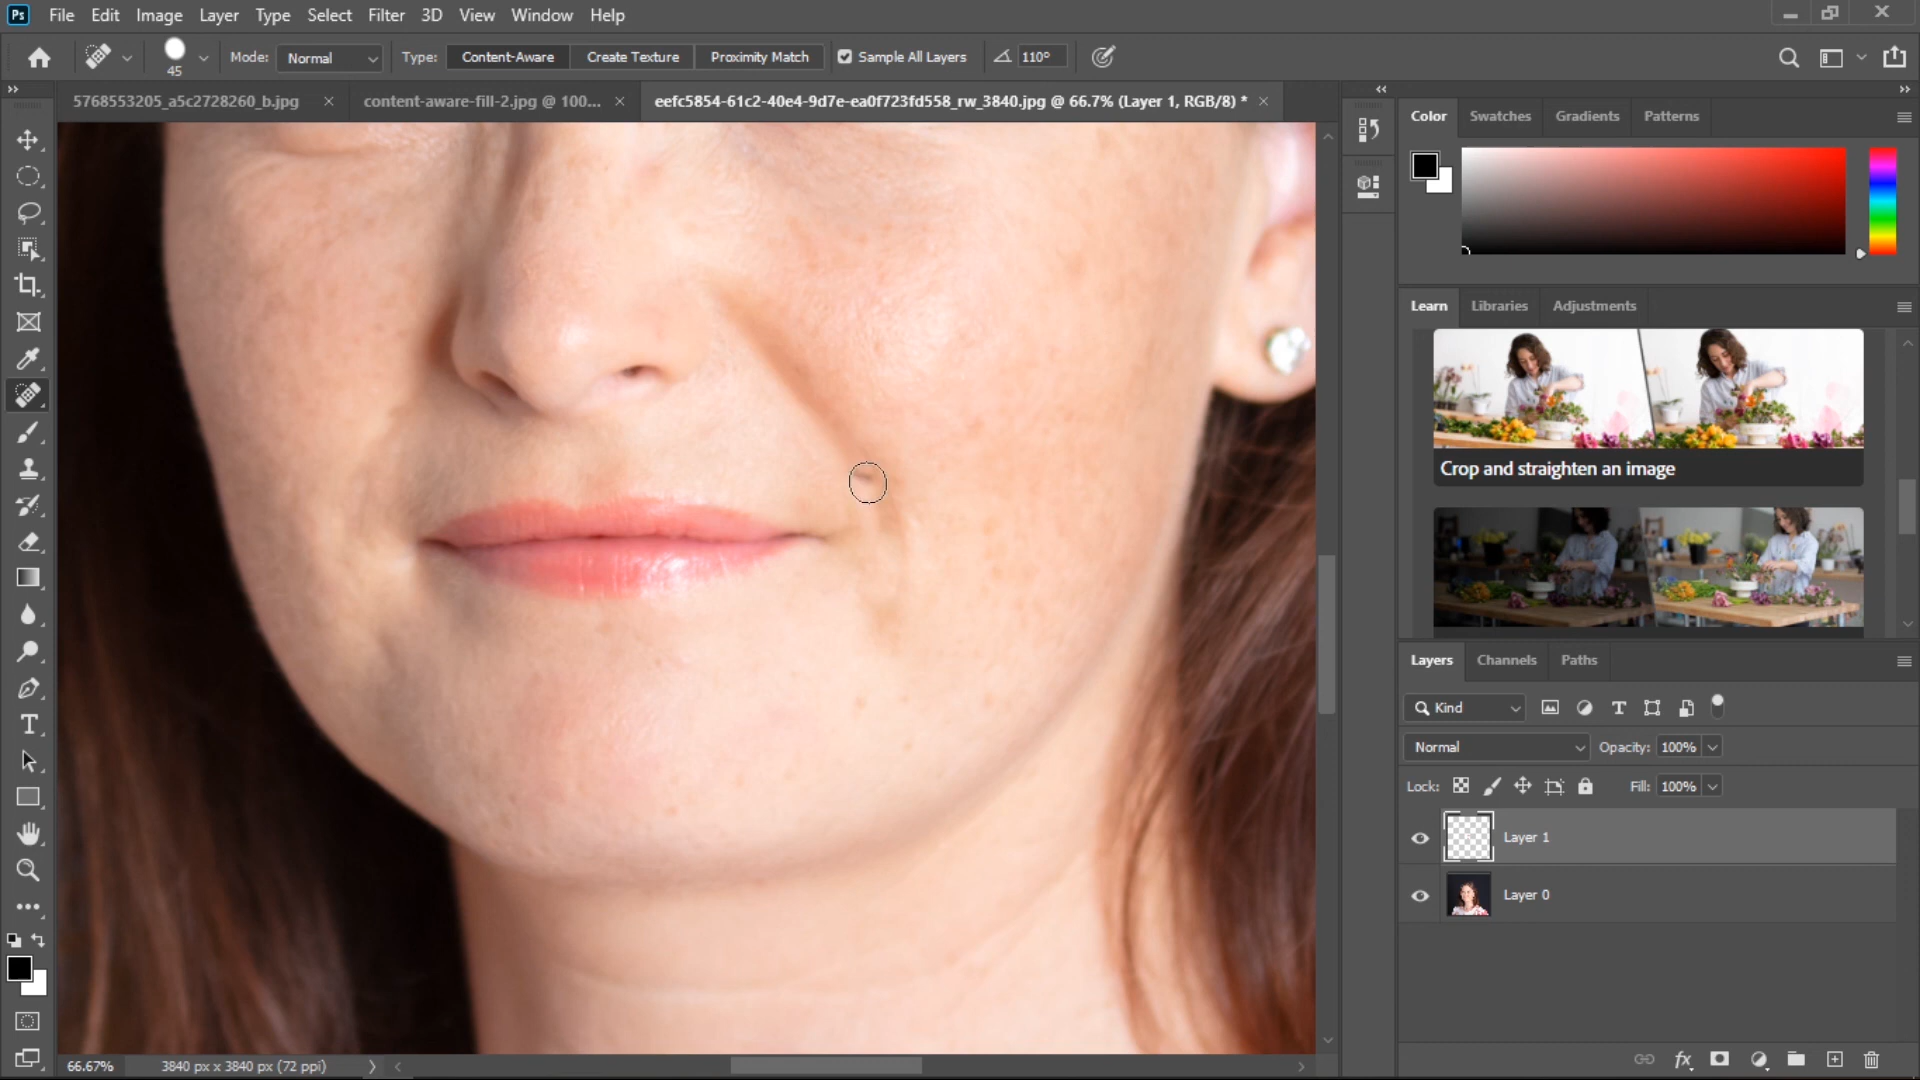 Ps File Edit Image Layer Type Select Filter 3D View Window Help
45 Mode: Normal Type: Content-Aware Create Texture Proximity Match Sample All Layers 110°
5768553205_a5c2728260_b.jpg × content-aware-fill-2.jpg @ 100... × eefc5854-61c2-40e4-9d7e-ea0f723fd558_rw_3840.jpg @ 66.7% (Layer 1, RGB/8) * ×
Color Swatches Gradients Patterns
Learn Libraries Adjustments
Crop and straighten an image
Layers Channels Paths
Kind
Normal Opacity: 100%
Lock: Fill: 100%
Layer 1
Layer 0
66.67% 3840 px x 3840 px (72 ppi)
fx